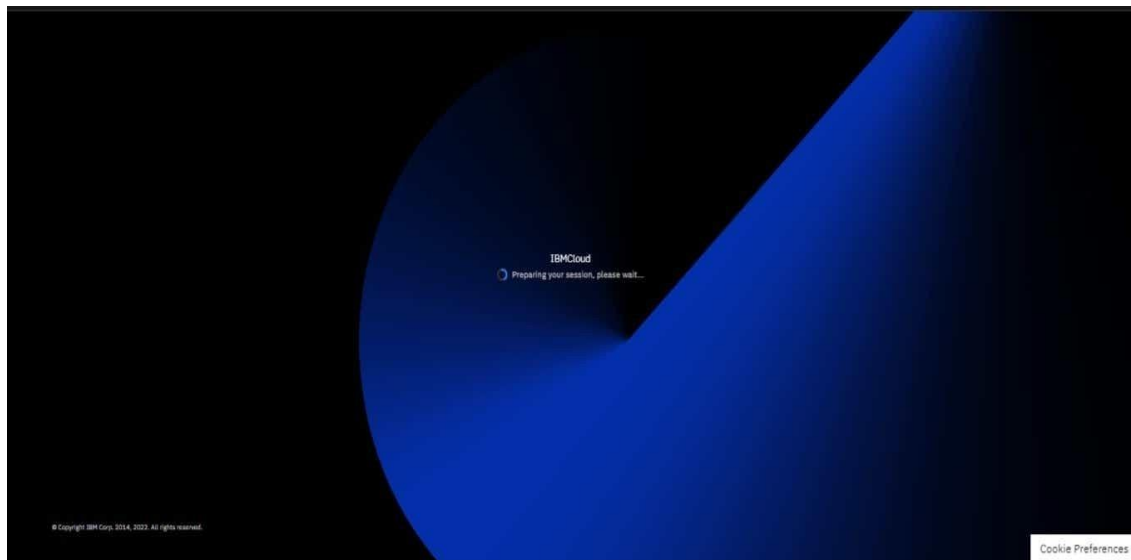 IBMCloud
Preparing your session, please wait...
© Copyright IBM Corp. 2014, 2023. All rights reserved.
Cookie Preferences